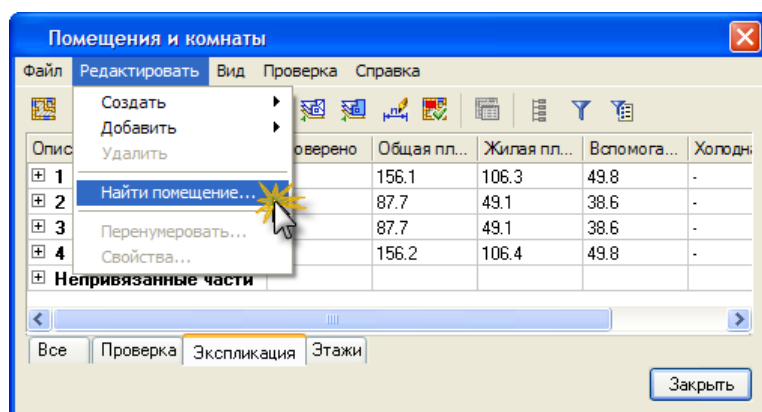 Помещения и комнаты
Файл Редактировать Вид Проверка Справка
Создать
Добавить
Удалить
Найти помещение...
Перенумеровать...
Свойства...
Опис оверено Общая пл... Жилая пл... Вспомога... Холодн
1 156.1 106.3 49.8 -
2 87.7 49.1 38.6 -
3 87.7 49.1 38.6 -
4 156.2 106.4 49.8 -
Непривязанные части
Все Проверка Экспликация Этажи
Закрыть